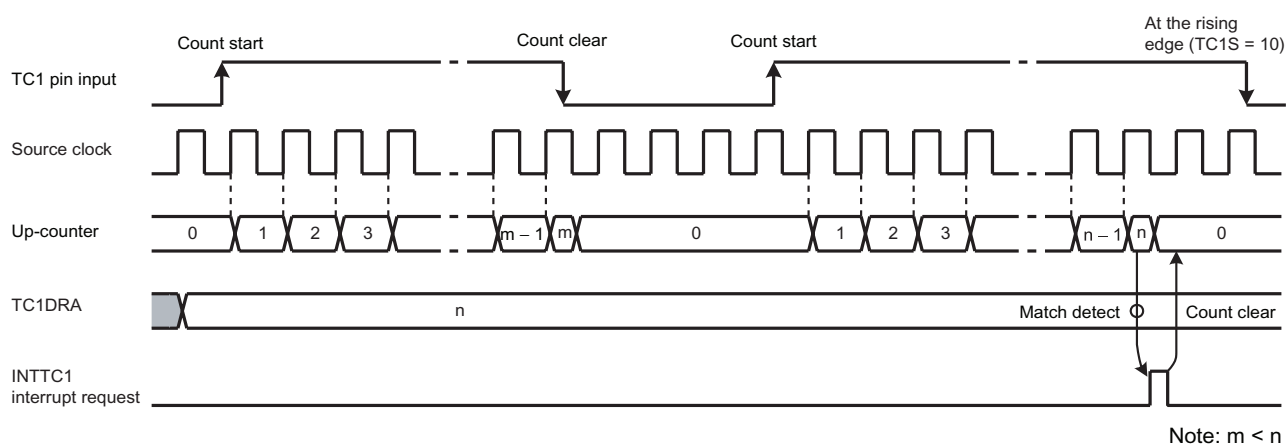 At the rising
edge (TC1S = 10)
Count start
Count clear
Count start
TC1 pin input
Source clock
Up-counter
0
1
2
3
m – 1
m
0
1
2
3
n – 1
n
0
TC1DRA
n
Match detect
Count clear
INTTC1
interrupt request
Note: m < n